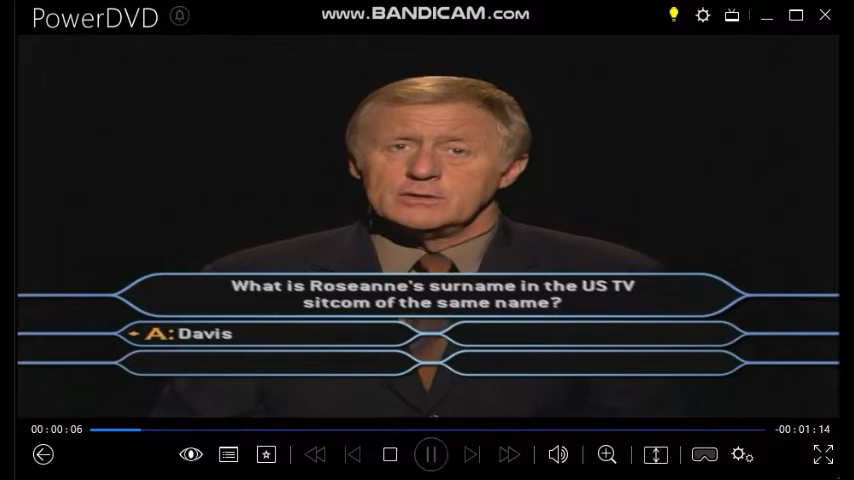 PowerDVD
www.BANDICAM.com
What is Roseanne's surname in the US TV
sitcom of the same name?
A: Davis
00:00:06
-00:01:14